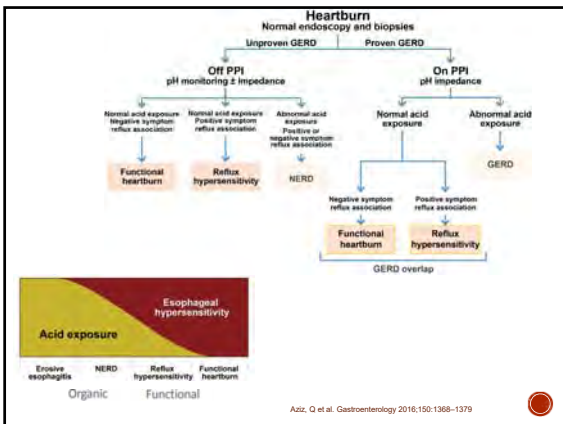 Heartburn
Normal endoscopy and biopsies
Unproven GERD
Proven GERD
Off PPI
pH monitoring ± impedance
On PPI
pH impedance
Normal acid exposure
Negative symptom
reflux association
Normal acid exposure
Positive symptom
reflux association
Abnormal acid
exposure
Positive or
negative symptom
reflux association
Normal acid
exposure
Abnormal acid
exposure
Functional
heartburn
Reflux
hypersensitivity
NERD
GERD
Negative symptom
reflux association
Positive symptom
reflux association
Functional
heartburn
Reflux
hypersensitivity
GERD overlap
Esophageal
hypersensitivity
Acid exposure
Erosive
esophagitis
NERD
Reflux
hypersensitivity
Functional
heartburn
Organic
Functional
Aziz, Q et al. Gastroenterology 2016;150:1368–1379